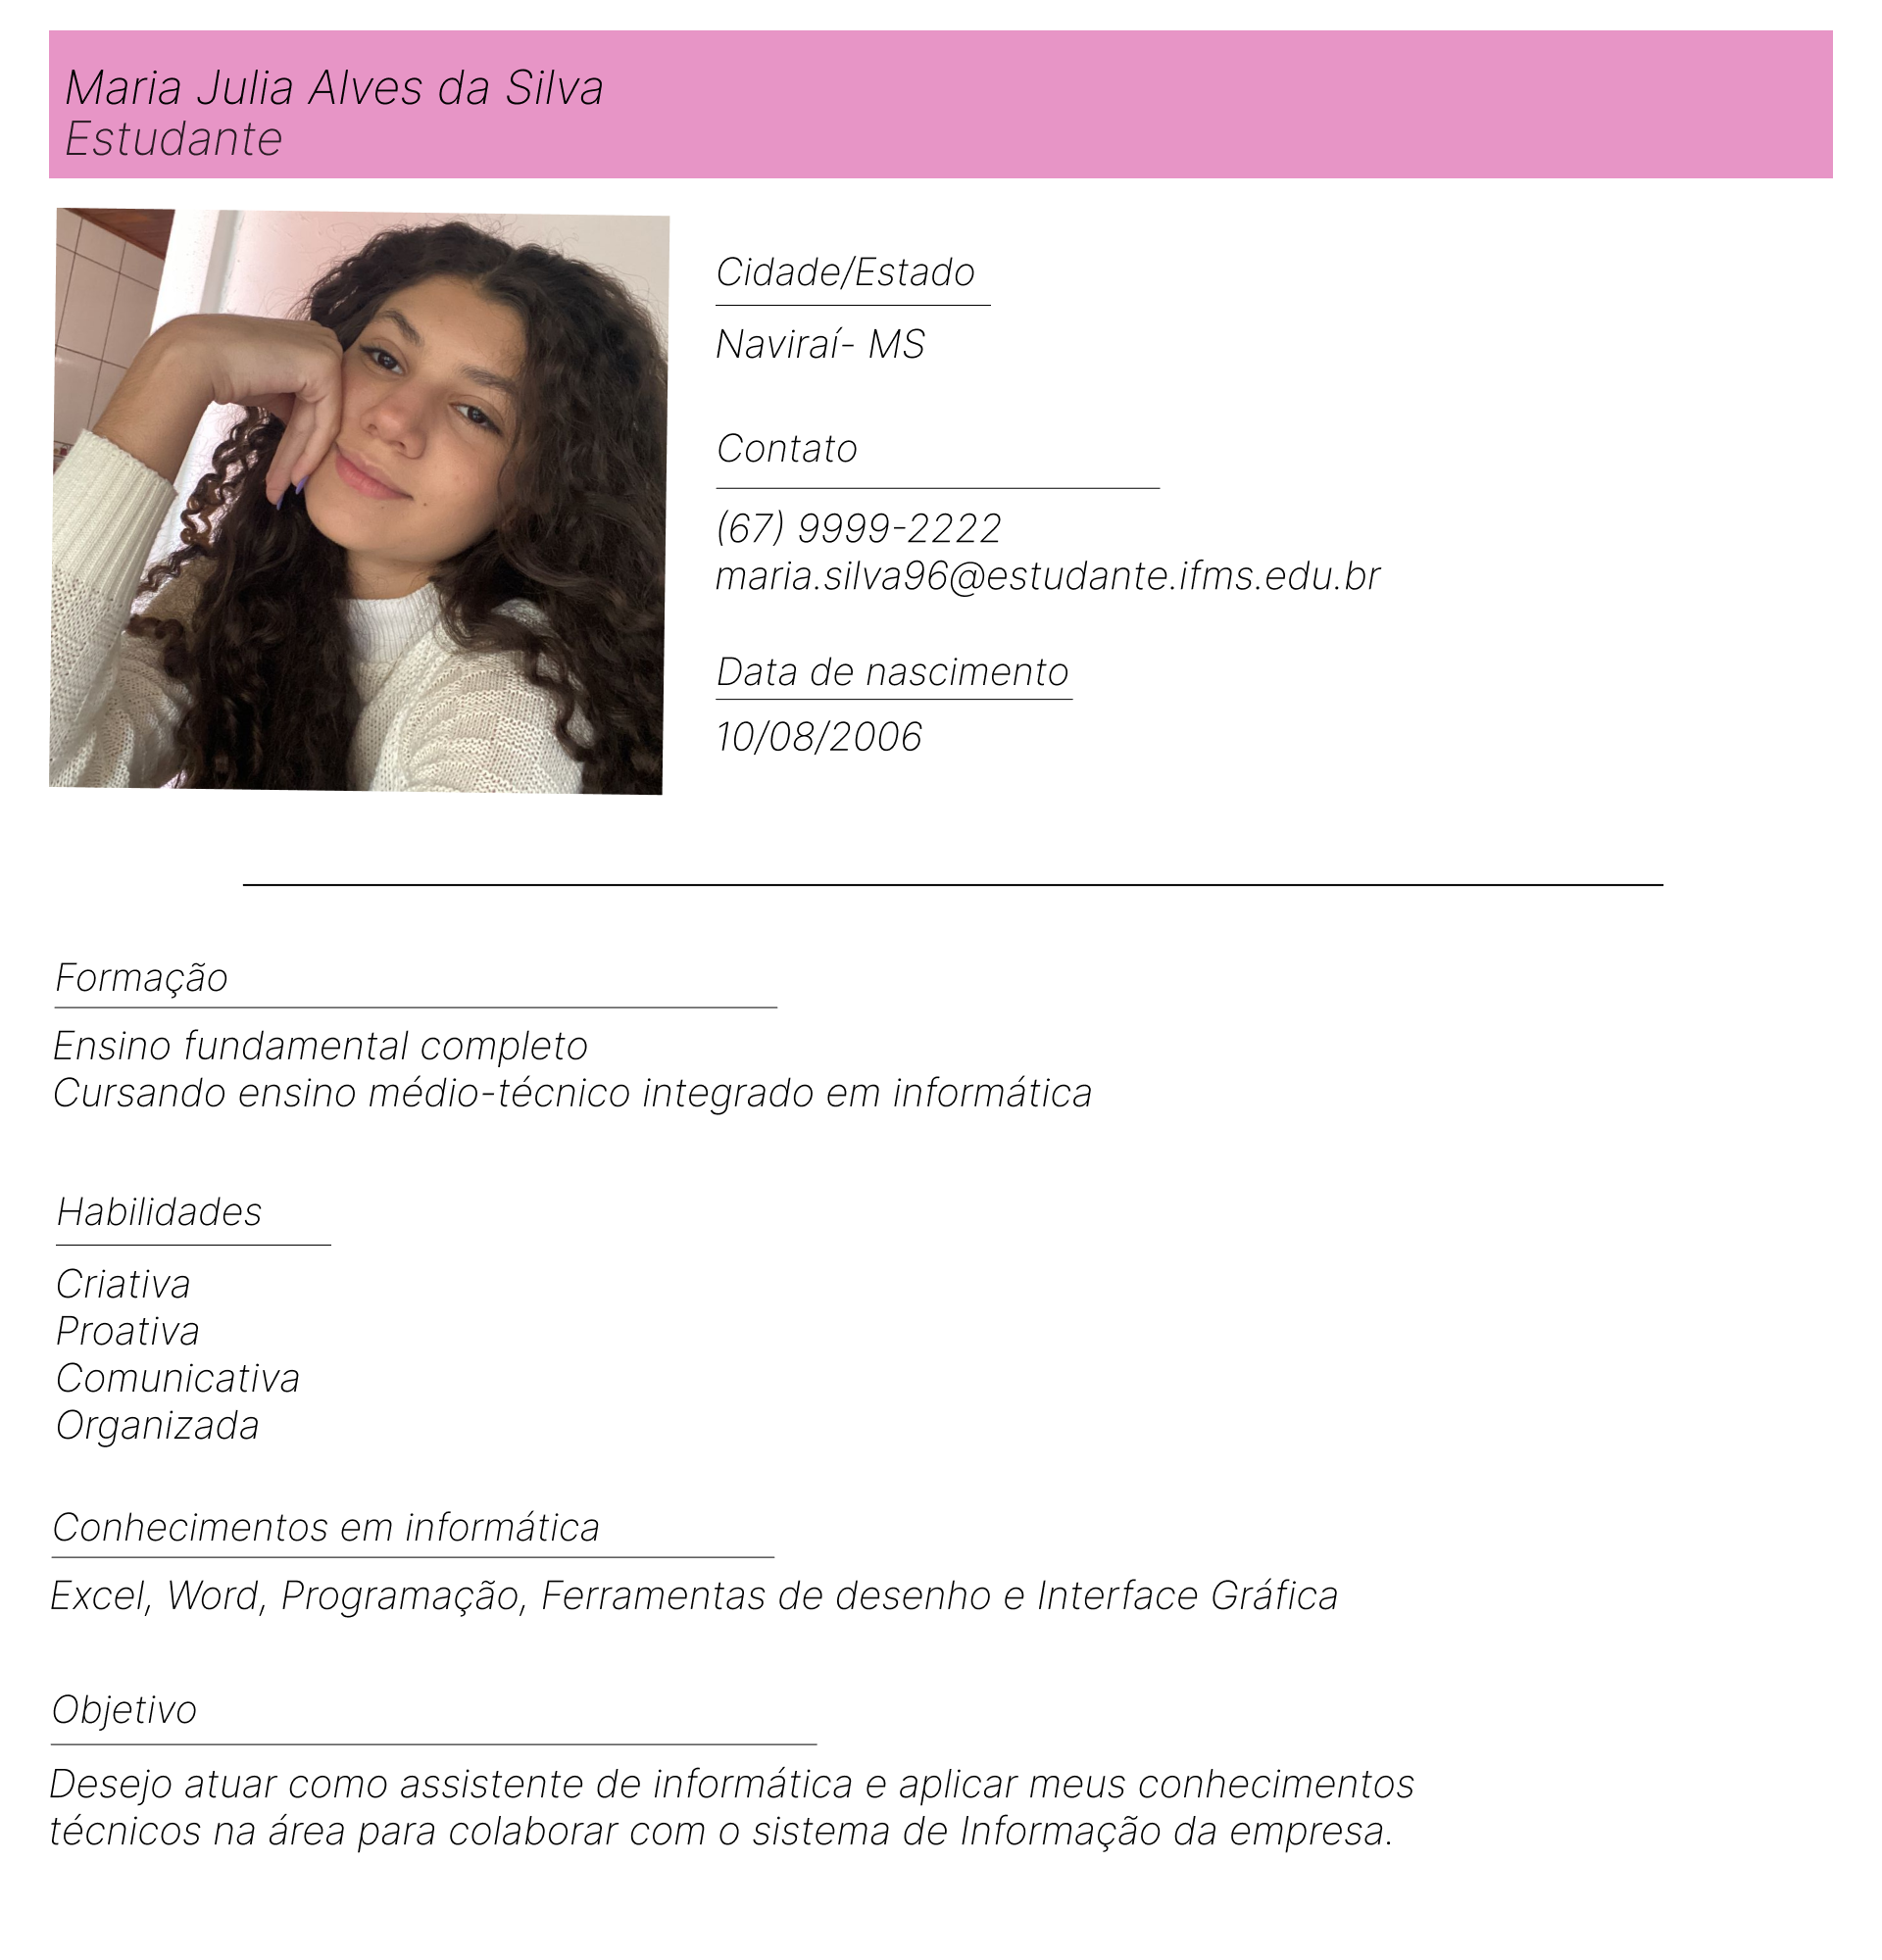 Maria Julia Alves da Silva
Estudante
Cidade/Estado
Naviraí- MS
Contato
(67) 9999-2222
maria.silva96@estudante.ifms.edu.br
Data de nascimento
10/08/2006
Formação
Ensino fundamental completo
Cursando ensino médio-técnico integrado em informática
Habilidades
Criativa
Proativa
Comunicativa
Organizada
Conhecimentos em informática
Excel, Word, Programação, Ferramentas de desenho e Interface Gráfica
Objetivo
Desejo atuar como assistente de informática e aplicar meus conhecimentos
técnicos na área para colaborar com o sistema de Informação da empresa.